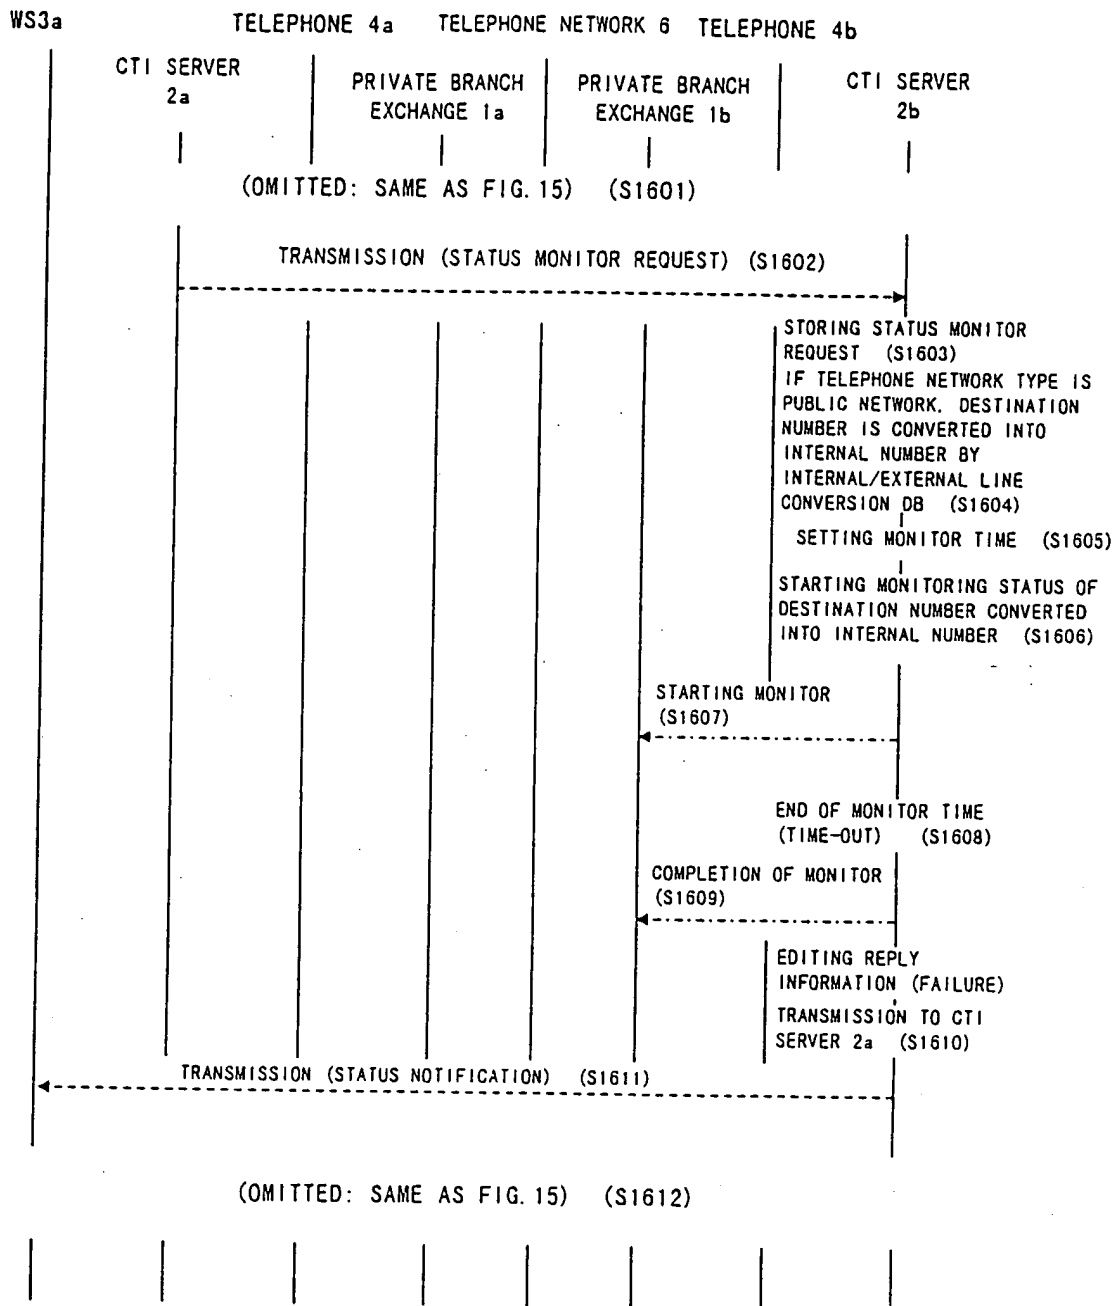 WS3a
TELEPHONE 4a
TELEPHONE NETWORK 6
TELEPHONE 4b
CTI SERVER
2a
PRIVATE BRANCH
EXCHANGE 1a
PRIVATE BRANCH
EXCHANGE 1b
CTI SERVER
2b
(OMITTED: SAME AS FIG. 15) (S1601)
TRANSMISSION (STATUS MONITOR REQUEST) (S1602)
STORING STATUS MONITOR
REQUEST (S1603)
IF TELEPHONE NETWORK TYPE IS
PUBLIC NETWORK. DESTINATION
NUMBER IS CONVERTED INTO
INTERNAL NUMBER BY
INTERNAL/EXTERNAL LINE
CONVERSION DB (S1604)
SETTING MONITOR TIME (S1605)
STARTING MONITORING STATUS OF
DESTINATION NUMBER CONVERTED
INTO INTERNAL NUMBER (S1606)
STARTING MONITOR
(S1607)
END OF MONITOR TIME
(TIME-OUT) (S1608)
COMPLETION OF MONITOR
(S1609)
EDITING REPLY
INFORMATION (FAILURE)
TRANSMISSION TO CTI
SERVER 2a (S1610)
TRANSMISSION (STATUS NOTIFICATION) (S1611)
(OMITTED: SAME AS FIG. 15) (S1612)